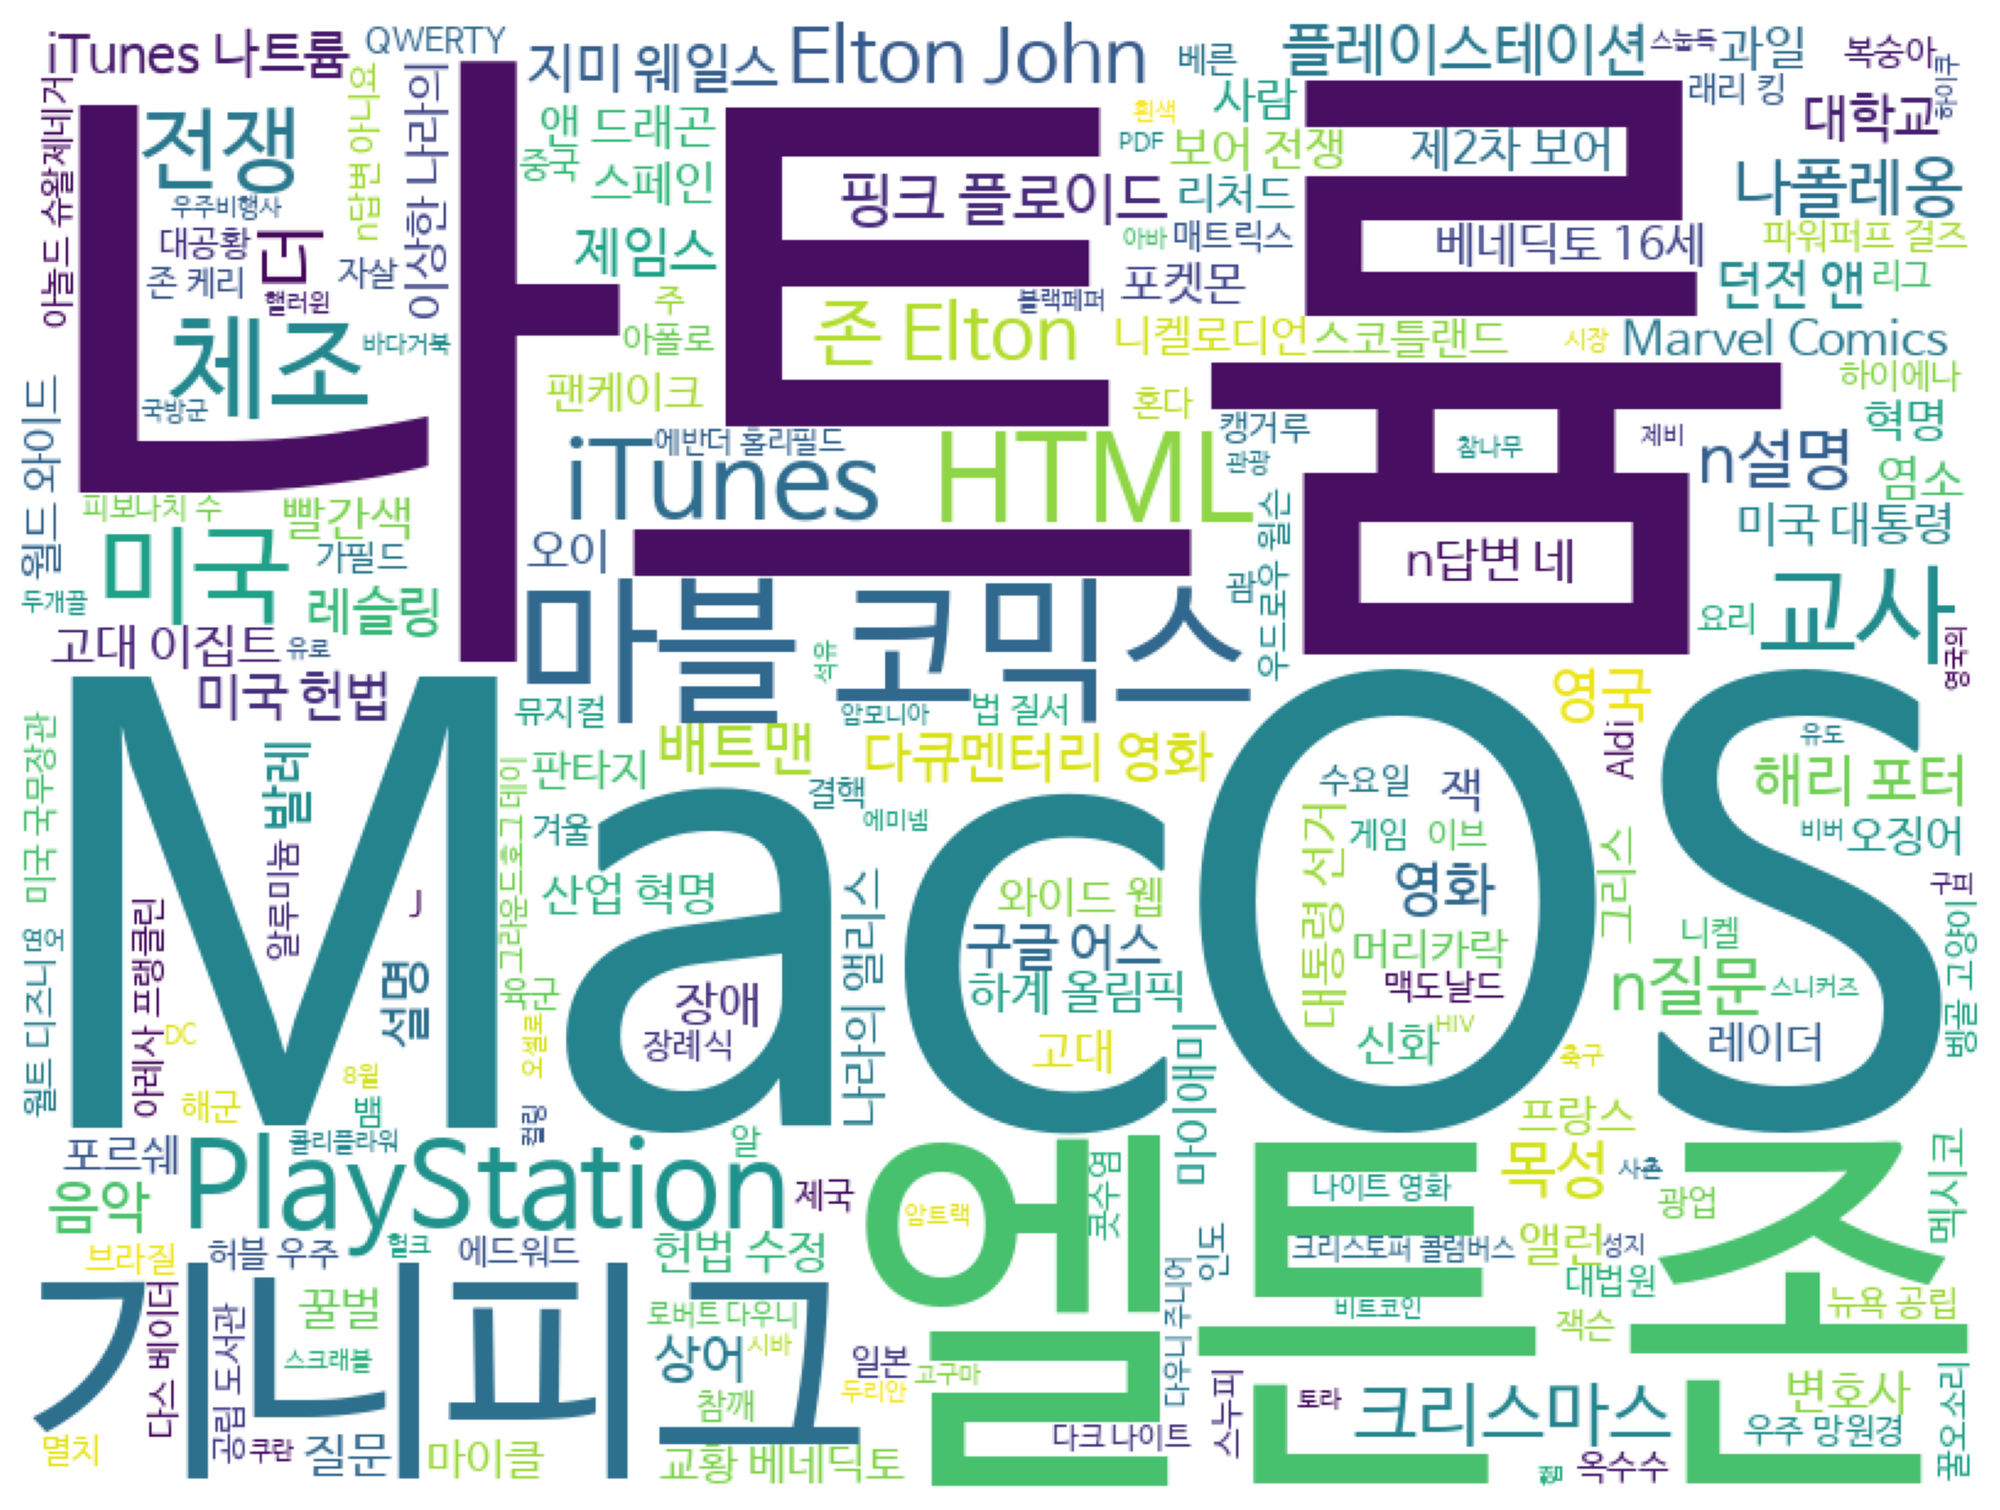 iTunes 나트륨
QWERTY
지미 웨일스
Elton John
베른
플레이스테이션
스눕독
과일
복숭아
래리 킹
하이쿠
아놀드 슈왈제네거
전쟁
n답변 아니요
이상한 나라의
앤 드래곤
흰색
사람
대학교
중국
스페인
PDF
보어 전쟁
제2차 보어
우주비행사
핑크 플로이드
리처드
나폴레옹
대공황
더
제임스
아바
매트릭스
베네딕토 16세
파워퍼프 걸즈
존 케리
자살
핼러윈
주
블랙페퍼
포켓몬
던전 앤
리그
나트륨
체조
바다거북
아폴로
존 Elton
니켈로디언
스코틀랜드
시장
Marvel Comics
국방군
팬케이크
혼다
하이에나
월드 와이드
iTunes
에반더 홀리필드
HTML
캥거루
관광
참나무
제비
n설명
혁명
염소
피보나치 수
빨간색
미국
가필드
오이
우드로우 윌슨
미국 대통령
n답변 네
두개골
레슬링
마블 코믹스
괌
요리
교사
고대 이집트
유로
석유
영국의
미국 헌법
뮤지컬
암모니아
법 질서
영국
미국 국무장관
알루미늄
발레
판타지
배트맨
다큐멘터리 영화
Aldi
유도
해리 포터
그라운드호그 데이
결핵
에미넴
수요일
잭
겨울
게임
이브
비버
오징어
MacOS
J
산업 혁명
나라의 앨리스
와이드 웹
대통령 선거
영화
그리스
구피
구글 어스
머리카락
니켈
월트 디즈니
아레사 프랭클린
설명
육군
장애
하계 올림픽
맥도날드
n질문
스니커즈
벵골 고양이
DC
오셀로
장례식
고대
신화
HIV
축구
레이더
해군
8월
뱀
컬링
마이애미
프랑스
포르쉐
콜리플라워
알
콧수염
목성
사촌
멕시코
음악
PlayStation
제국
암트랙
나이트 영화
광업
브라질
허블 우주
헐크
에드워드
헌법 수정
인도
크리스토퍼 콜럼버스
앨런
성지
다스 베이더
공립 도서관
꿀벌
로버트 다우니
다우니 주니어
비트코인
대법원
뉴욕 공립
기니피그
스크래블
상어
시바
일본
고구마
잭슨
엘튼 존
참깨
두리안
스누피
토라
크리스마스
변호사
꿀오소리
멸치
쿠란
질문
마이클
교황 베네딕토
다크 나이트
햄
옥수수
우주 망원경